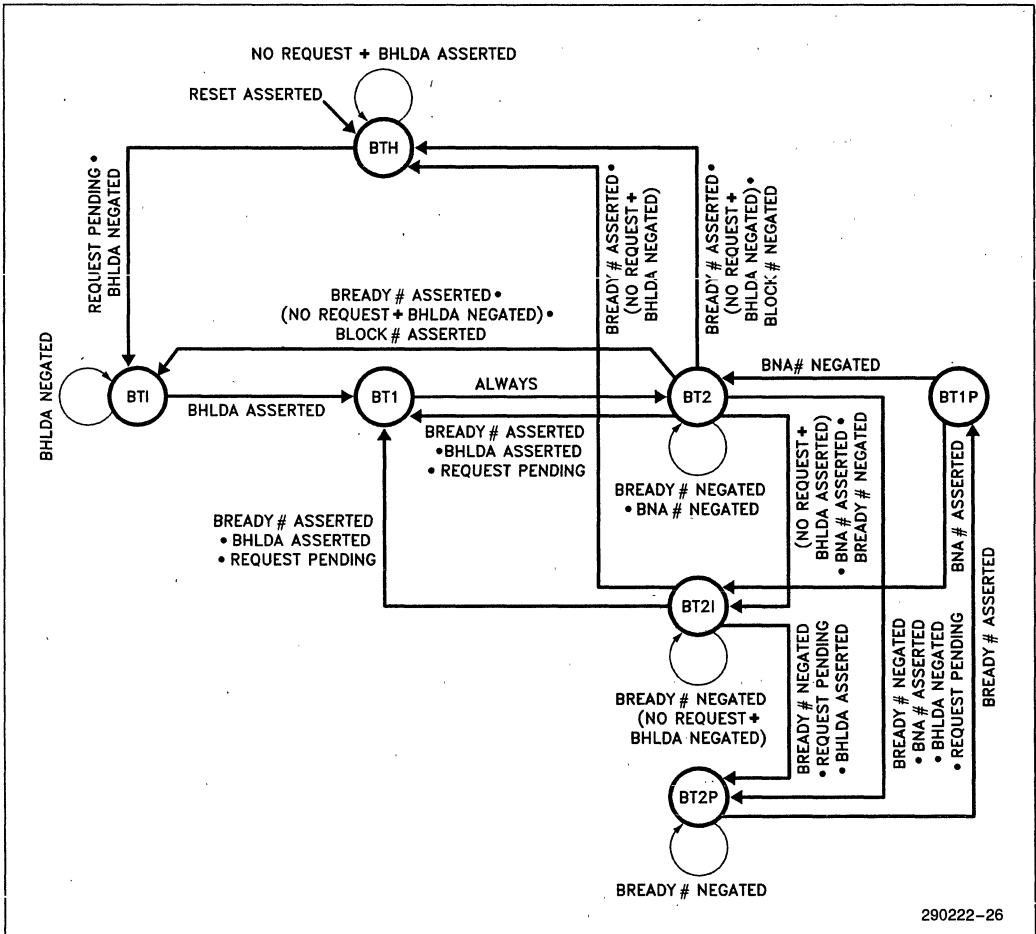 NO REQUEST + BHLDA ASSERTED
RESET ASSERTED
BTH
REQUEST PENDING •
BHLDA NEGATED
BREADY # ASSERTED •
(NO REQUEST +
BHLDA NEGATED)
BREADY # ASSERTED •
(NO REQUEST +
BHLDA NEGATED) •
BLOCK # NEGATED
BREADY # ASSERTED •
(NO REQUEST + BHLDA NEGATED) •
BLOCK # ASSERTED
BHLDA NEGATED
BTI
BHLDA ASSERTED
BT1
ALWAYS
BT2
BNA# NEGATED
BT1P
BREADY # ASSERTED
•BHLDA ASSERTED
• REQUEST PENDING
BREADY # NEGATED
• BNA # NEGATED
(NO REQUEST +
BHLDA ASSERTED)
• BNA # ASSERTED •
BREADY # NEGATED
BNA # ASSERTED
BREADY # ASSERTED
BREADY # ASSERTED
• BHLDA ASSERTED
• REQUEST PENDING
BT2I
BREADY # NEGATED
(NO REQUEST +
BHLDA NEGATED)
BREADY # NEGATED
• REQUEST PENDING
• BHLDA ASSERTED
BREADY # NEGATED
• BNA # ASSERTED
• BHLDA NEGATED
• REQUEST PENDING
BT2P
BREADY # NEGATED
290222-26